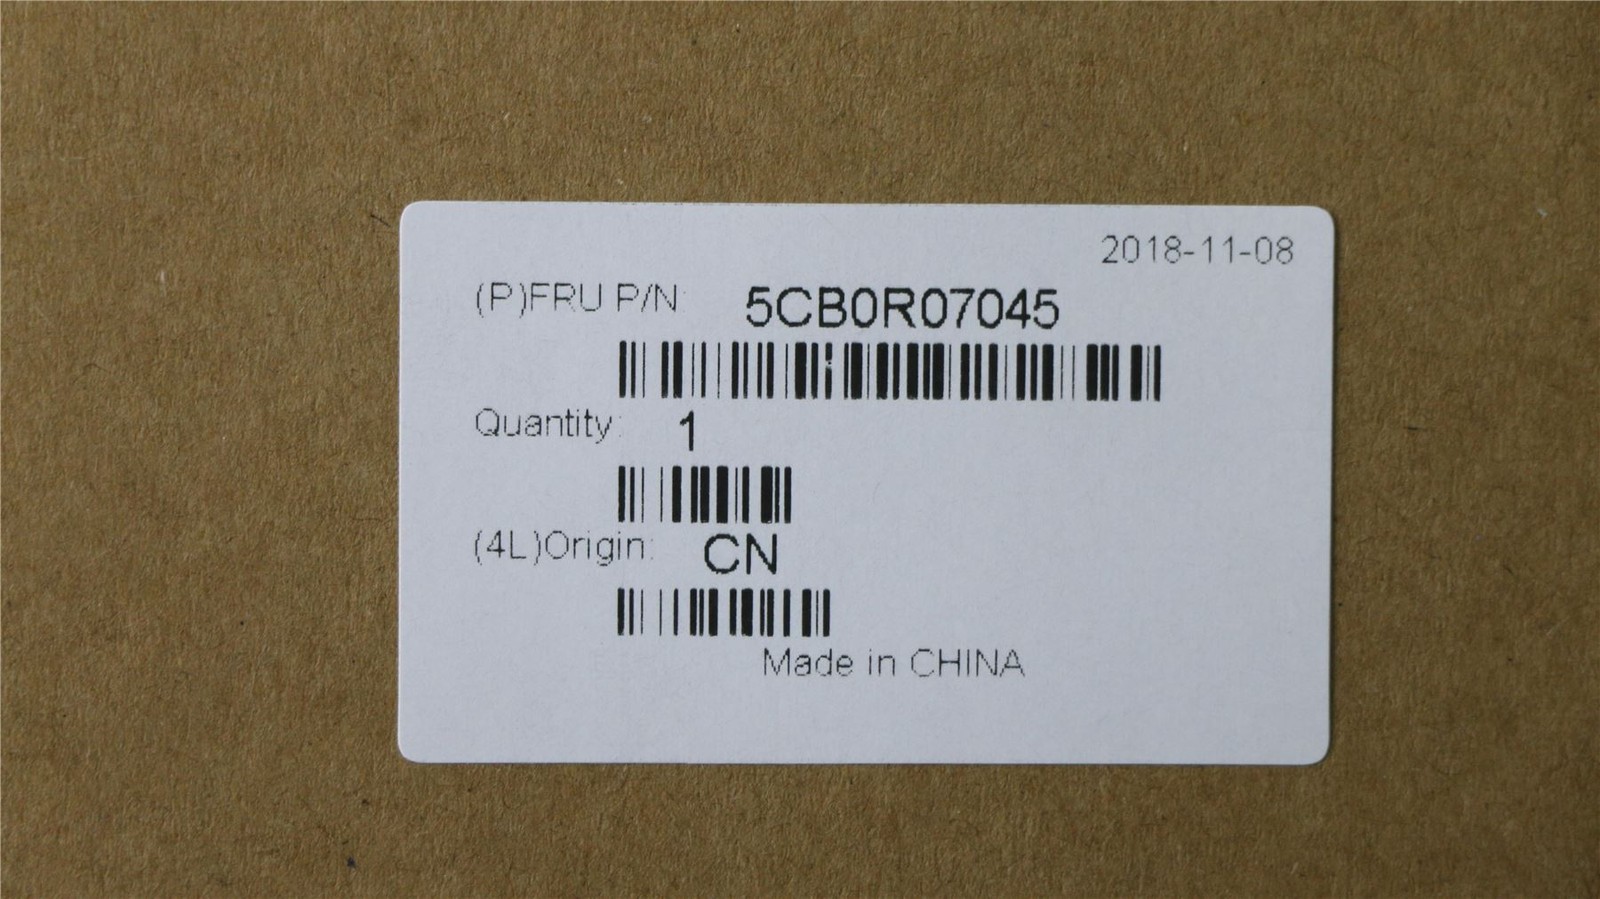 2018-11-08
(P)FRU P/N: 5CB0R07045
Quantity: 1
(4L)Origin: CN
Made in CHINA